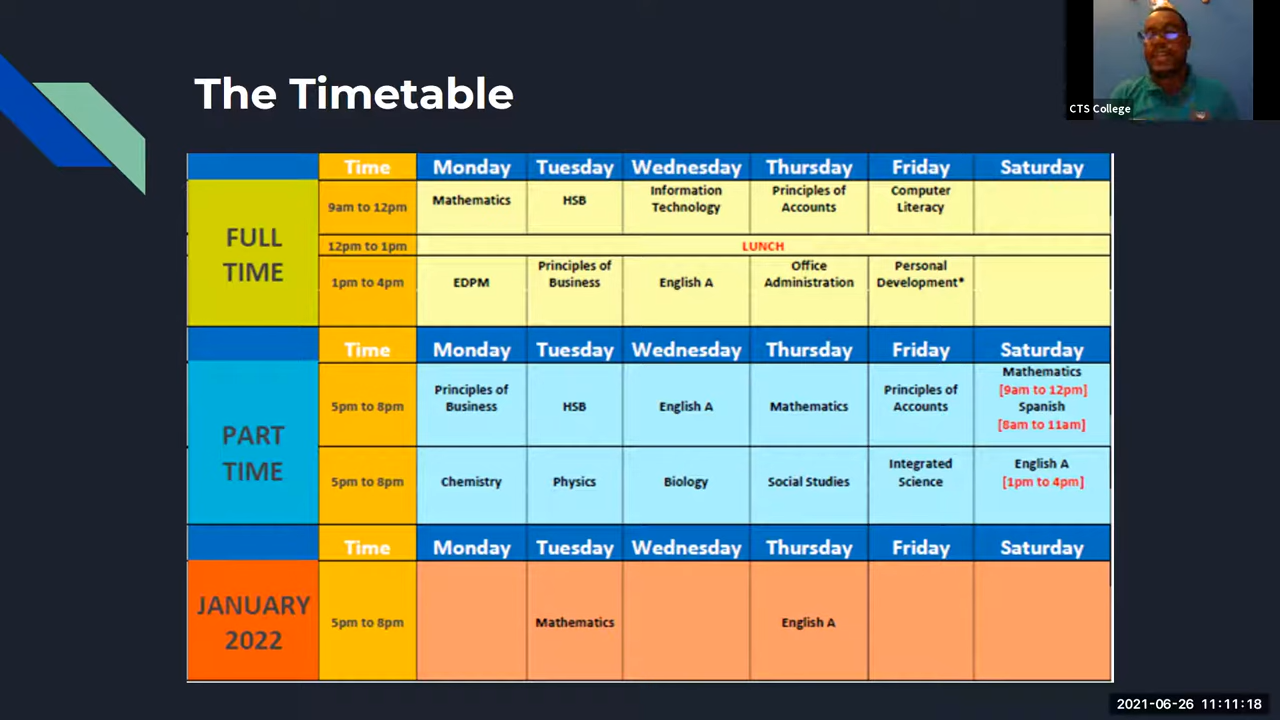 The Timetable
CTS College
Time Monday Tuesday Wednesday Thursday Friday Saturday
FULL TIME
9am to 12pm Mathematics HSB Information Technology Principles of Accounts Computer Literacy
12pm to 1pm LUNCH
1pm to 4pm EDPM Principles of Business English A Office Administration Personal Development*
Time Monday Tuesday Wednesday Thursday Friday Saturday
PART TIME
5pm to 8pm Principles of Business HSB English A Mathematics Principles of Accounts Mathematics [9am to 12pm] Spanish [8am to 11am]
5pm to 8pm Chemistry Physics Biology Social Studies Integrated Science English A [1pm to 4pm]
Time Monday Tuesday Wednesday Thursday Friday Saturday
JANUARY 2022
5pm to 8pm Mathematics English A
2021-06-26 11:11:18